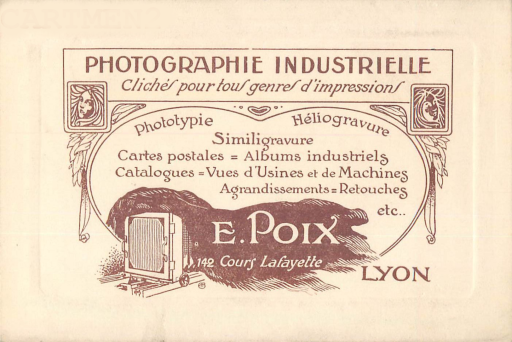 PHOTOGRAPHIE INDUSTRIELLE
Clichés pour tous genres d'impressions
Phototypie Héliogravure
Similigravure
Cartes postales = Albums industriels
Catalogues = Vues d'Usines et de Machines
Agrandissements = Retouches
etc..
E. POIX
142 Cours Lafayette
LYON